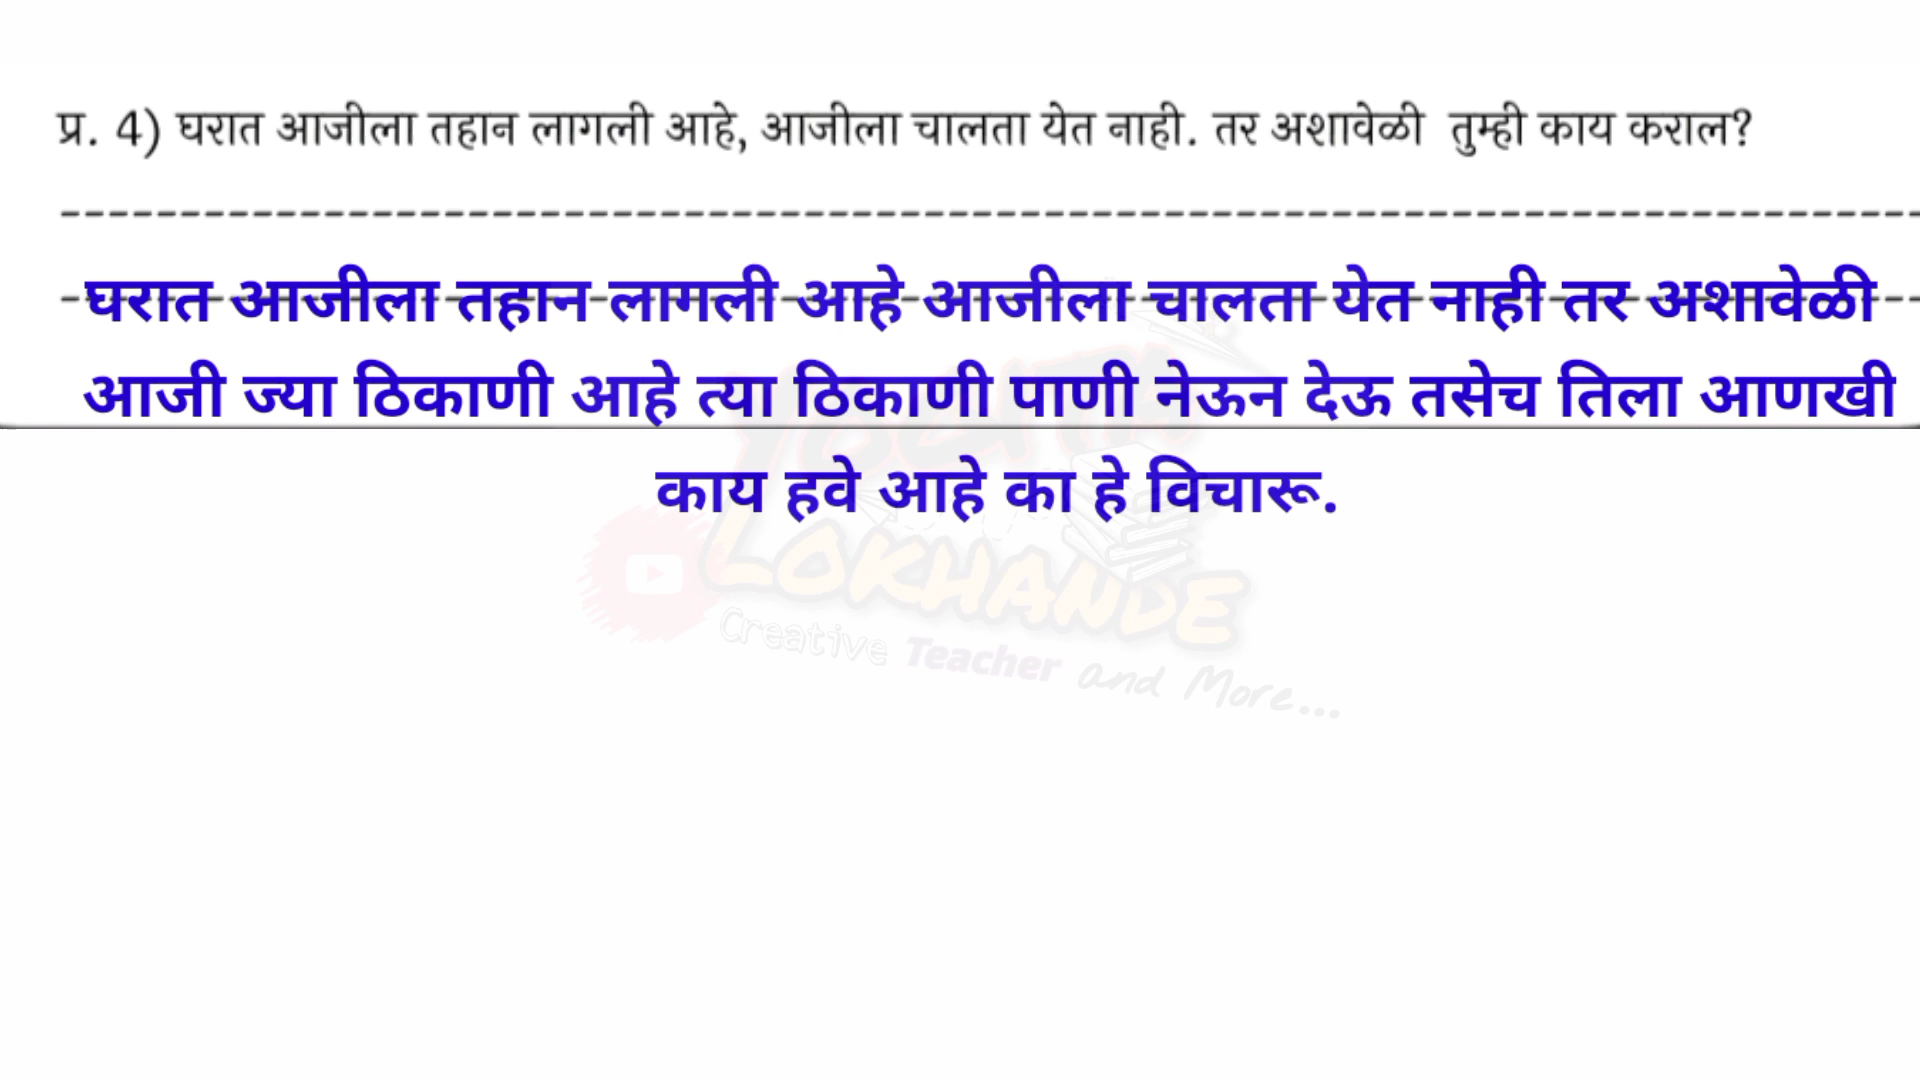 प्र. 4) घरात आजीला तहान लागली आहे, आजीला चालता येत नाही. तर अशावेळी तुम्ही काय कराल?
घरात आजीला तहान लागली आहे आजीला चालता येत नाही तर अशावेळी
आजी ज्या ठिकाणी आहे त्या ठिकाणी पाणी नेऊन देऊ तसेच तिला आणखी
काय हवे आहे का हे विचारू.
LOKHANDE
Creative Teacher and More...